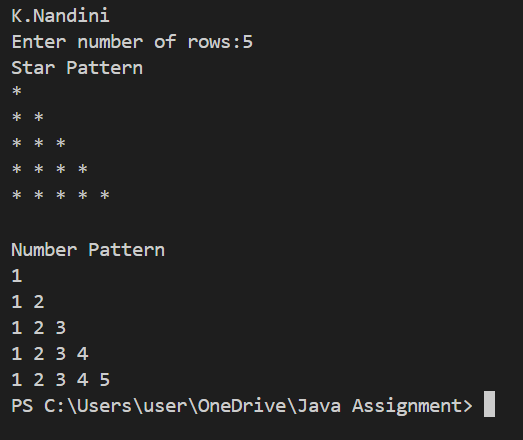 K.Nandini
Enter number of rows:5
Star Pattern
*
* *
* * *
* * * *
* * * * *

Number Pattern
1
1 2
1 2 3
1 2 3 4
1 2 3 4 5
PS C:\Users\user\OneDrive\Java Assignment>